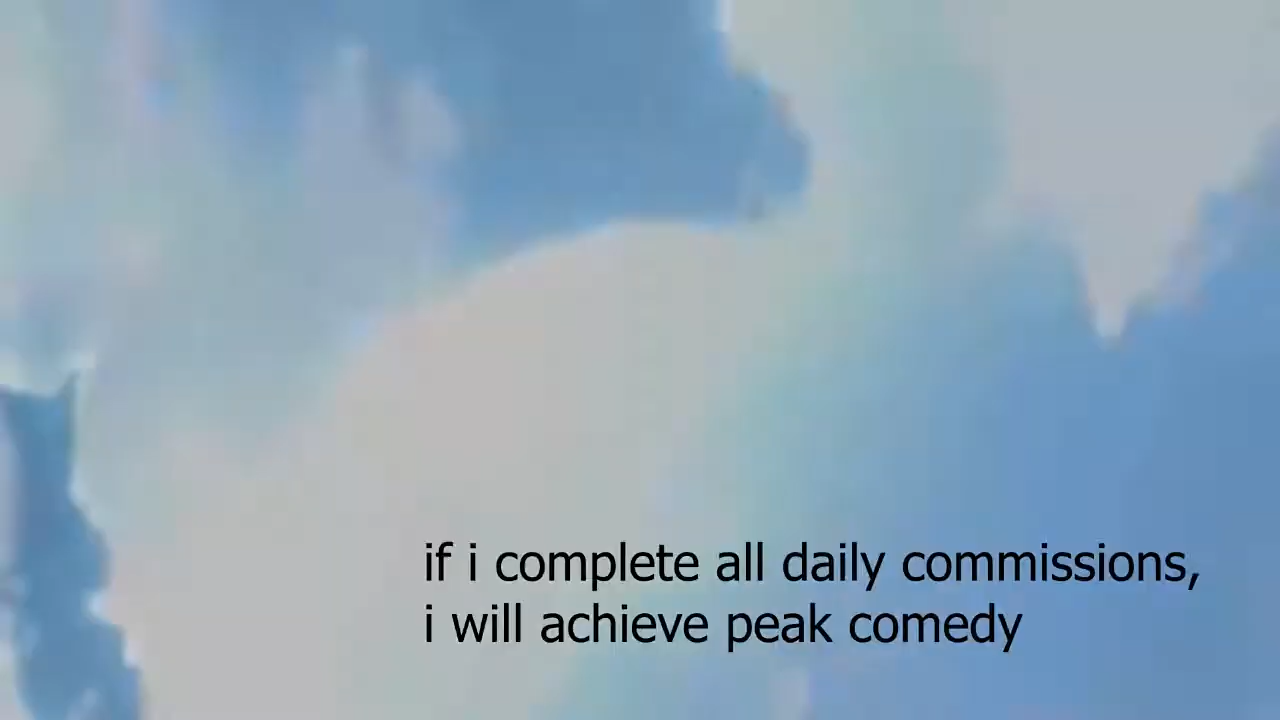 if i complete all daily commissions,
i will achieve peak comedy